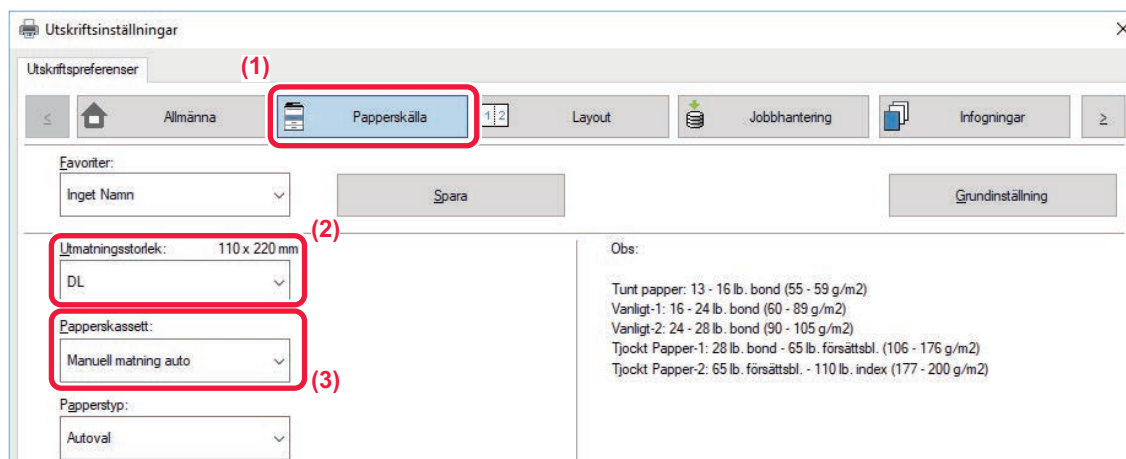 Utskriftsinställningar
Utskriftspreferenser
(1)
< Allmänna Papperskälla 1 2 Layout Jobbhantering Infogningar >
Favoriter:
Inget Namn Spara Grundinställning
(2)
Utmatningsstorlek: 110 x 220 mm
DL
Papperskassett:
Manuell matning auto
(3)
Papperstyp:
Autoval
Obs:
Tunt papper: 13 - 16 lb. bond (55 - 59 g/m2)
Vanligt-1: 16 - 24 lb. bond (60 - 89 g/m2)
Vanligt-2: 24 - 28 lb. bond (90 - 105 g/m2)
Tjockt Papper-1: 28 lb. bond - 65 lb. försättsbl. (106 - 176 g/m2)
Tjockt Papper-2: 65 lb. försättsbl. - 110 lb. index (177 - 200 g/m2)